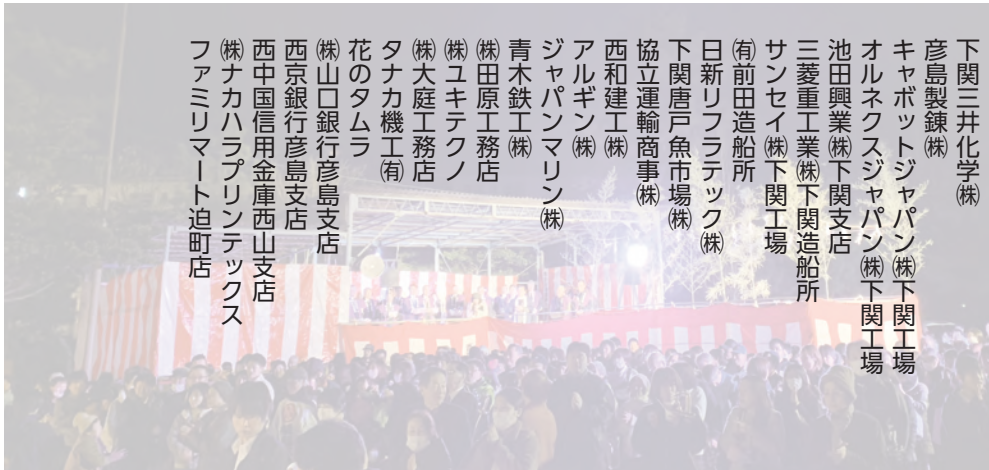 下関三井化学㈱
彦島製錬㈱
キャボットジャパン㈱下関工場
オルネクスジャパン㈱下関工場
池田興業㈱下関支店
三菱重工業㈱下関造船所
サンセイ㈱下関工場
㈲前田造船所
日新リフラテック㈱
下関唐戸魚市場㈱
協立運輸商事㈱
西和建工㈱
アルギン㈱
ジャパンマリン㈱
青木鉄工㈱
㈱田原工務店
㈱ユキテクノ
㈱大庭工務店
タナカ機工㈲
花のタムラ
㈱山口銀行彦島支店
西京銀行彦島支店
西中国信用金庫西山支店
㈱ナカハラプリンテックス
ファミリマート迫町店